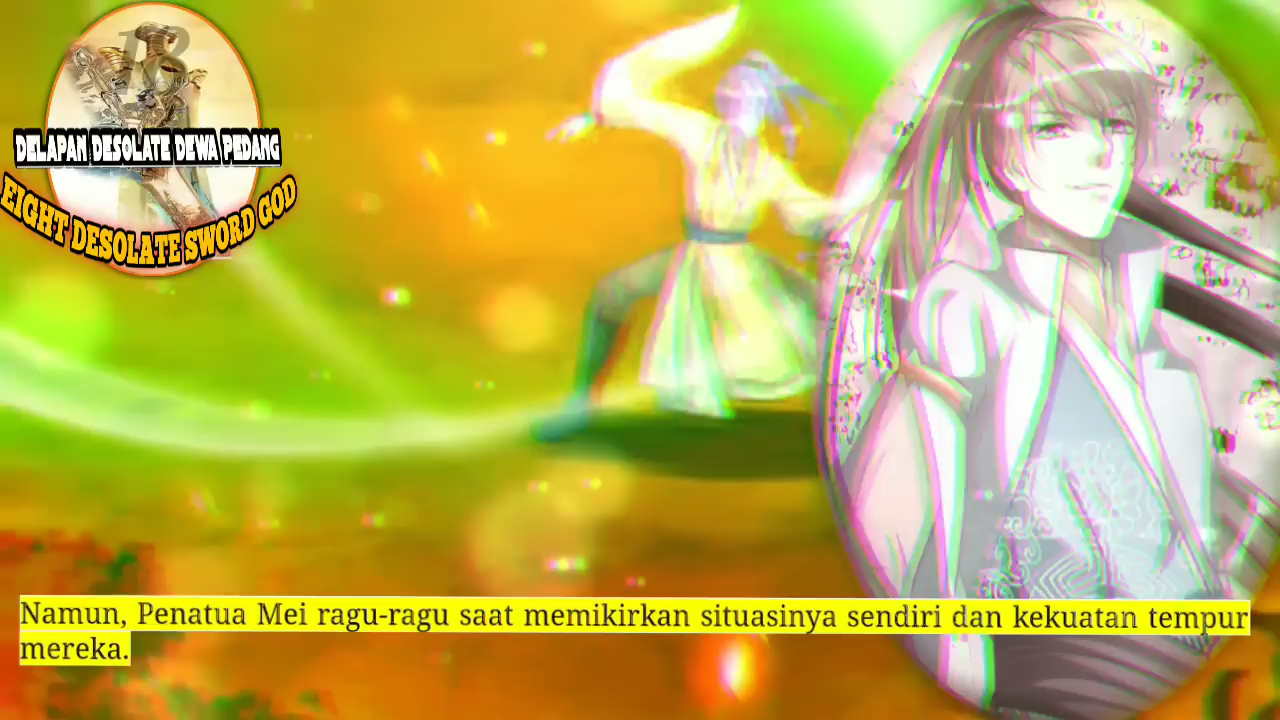 18
DELAPAN DESOLATE DEWA PEDANG
EIGHT DESOLATE SWORD GOD
Namun, Penatua Mei ragu-ragu saat memikirkan situasinya sendiri dan kekuatan tempur
mereka.